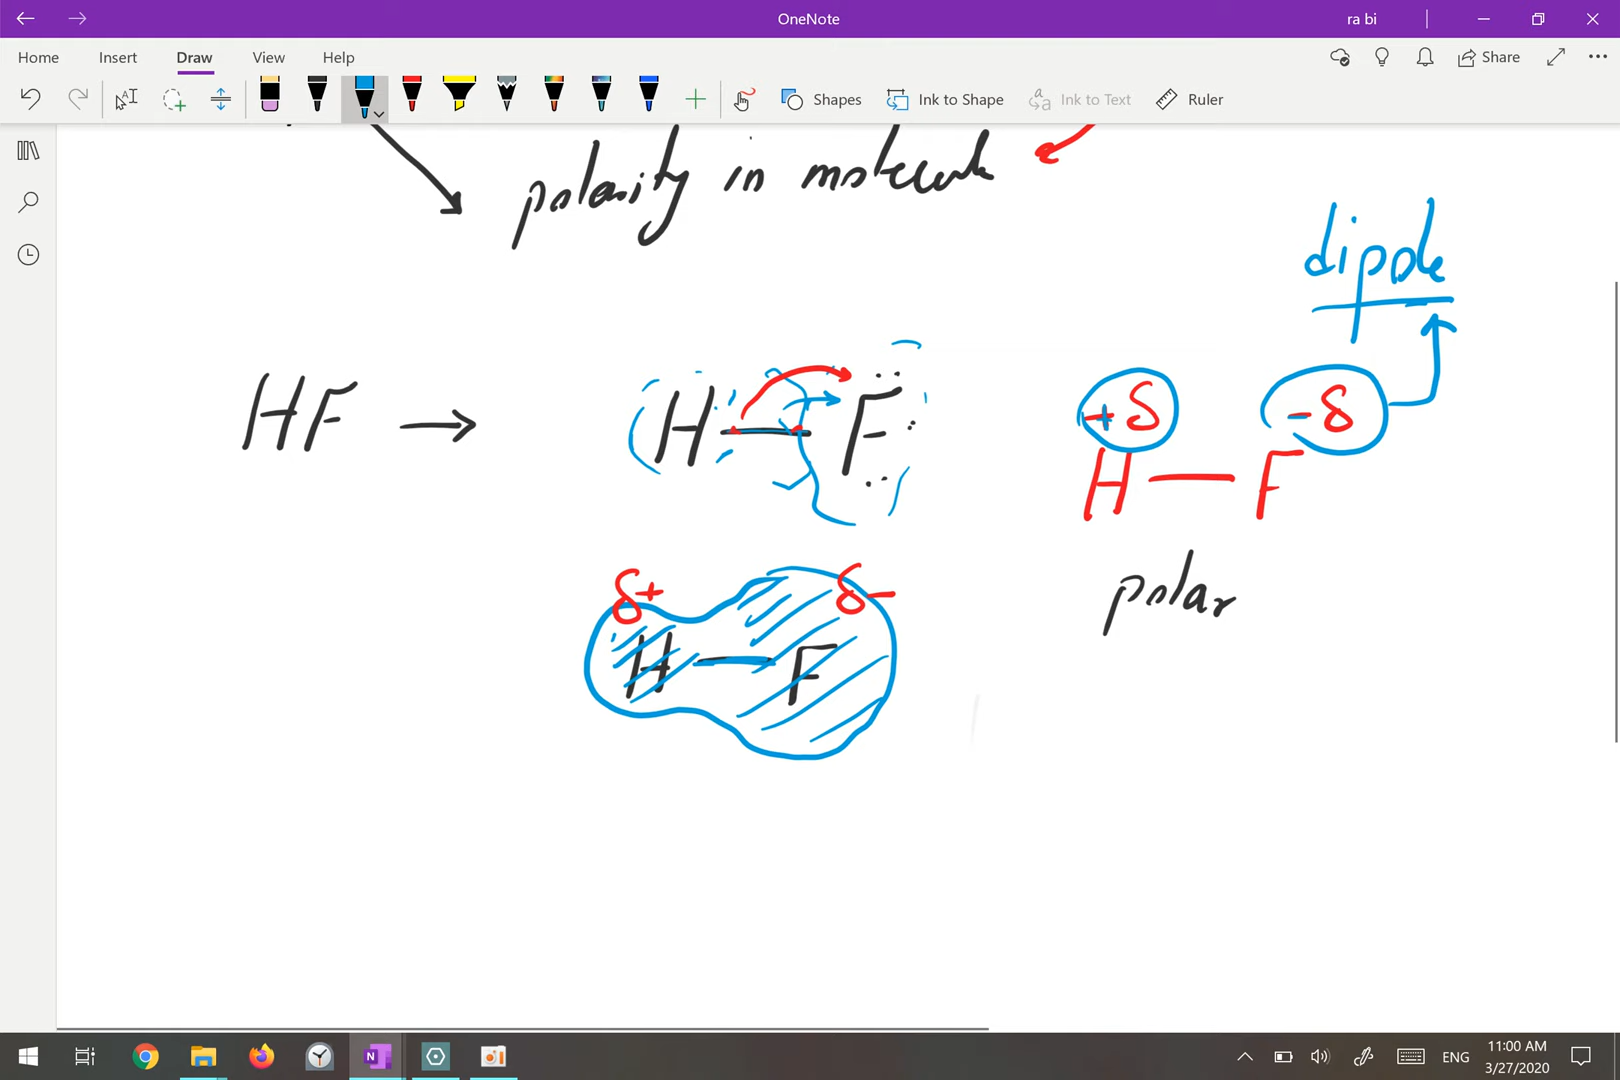 OneNote
ra bi
Home Insert Draw View Help
Share
Shapes
Ink to Shape
Ink to Text
Ruler
polarity in molecule
dipole
HF → H — F
+δ -δ
H — F
polar
δ+ δ-
H — F
ENG
11:00 AM
3/27/2020